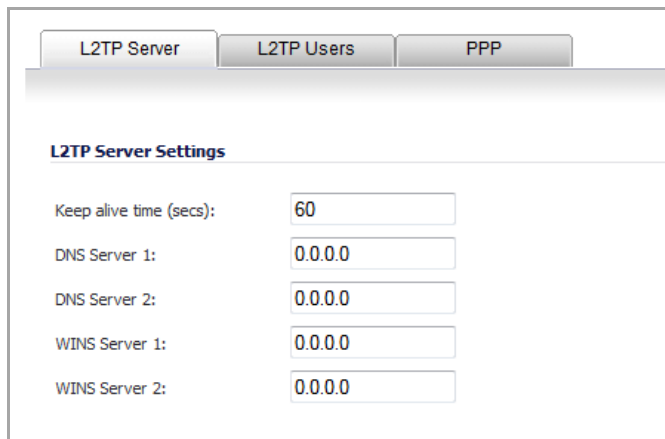 L2TP Server L2TP Users PPP
L2TP Server Settings
Keep alive time (secs): 60
DNS Server 1: 0.0.0.0
DNS Server 2: 0.0.0.0
WINS Server 1: 0.0.0.0
WINS Server 2: 0.0.0.0